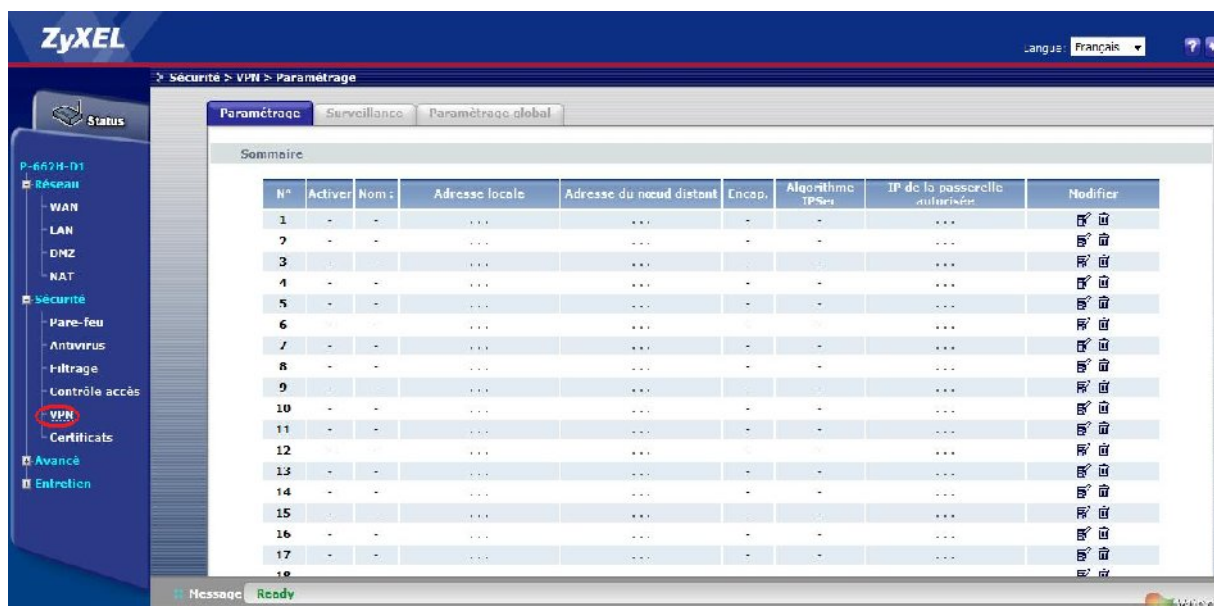 ZyXEL
Langue: Français
> Sécurité > VPN > Paramétrage
Status
P-662H-D1
Réseau
WAN
LAN
DMZ
NAT
Sécurité
Pare-feu
Antivirus
Filtrage
Contrôle accès
VPN
Certificats
Avancé
Entretien
Paramétrage Surveillance Paramètrage global
Sommaire
N° Activer Nom : Adresse locale Adresse du nœud distant Encap. Algorithme IPSec IP de la passerelle autorisée Modifier
1 - - ... ... - - ...
2 - - ... ... - - ...
3 - - ... ... - - ...
4 - - ... ... - - ...
5 - - ... ... - - ...
6 - - ... ... - - ...
7 - - ... ... - - ...
8 - - ... ... - - ...
9 - - ... ... - - ...
10 - - ... ... - - ...
11 - - ... ... - - ...
12 - - ... ... - - ...
13 - - ... ... - - ...
14 - - ... ... - - ...
15 - - ... ... - - ...
16 - - ... ... - - ...
17 - - ... ... - - ...
18
Message Ready